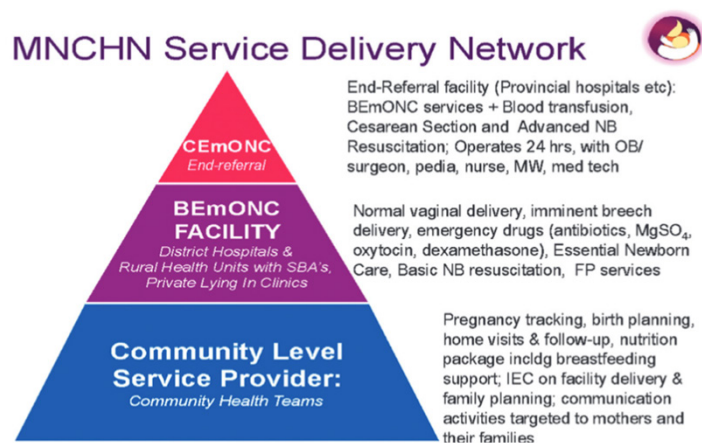 MNCHN Service Delivery Network
CEmONC
End-referral
End-Referral facility (Provincial hospitals etc):
BEmONC services + Blood transfusion,
Cesarean Section and Advanced NB
Resuscitation; Operates 24 hrs, with OB/
surgeon, pedia, nurse, MW, med tech
BEmONC
FACILITY
District Hospitals &
Rural Health Units with SBA's,
Private Lying In Clinics
Normal vaginal delivery, imminent breech
delivery, emergency drugs (antibiotics, MgSO₄,
oxytocin, dexamethasone), Essential Newborn
Care, Basic NB resuscitation, FP services
Community Level
Service Provider:
Community Health Teams
Pregnancy tracking, birth planning,
home visits & follow-up, nutrition
package incldg breastfeeding
support; IEC on facility delivery &
family planning; communication
activities targeted to mothers and
their families